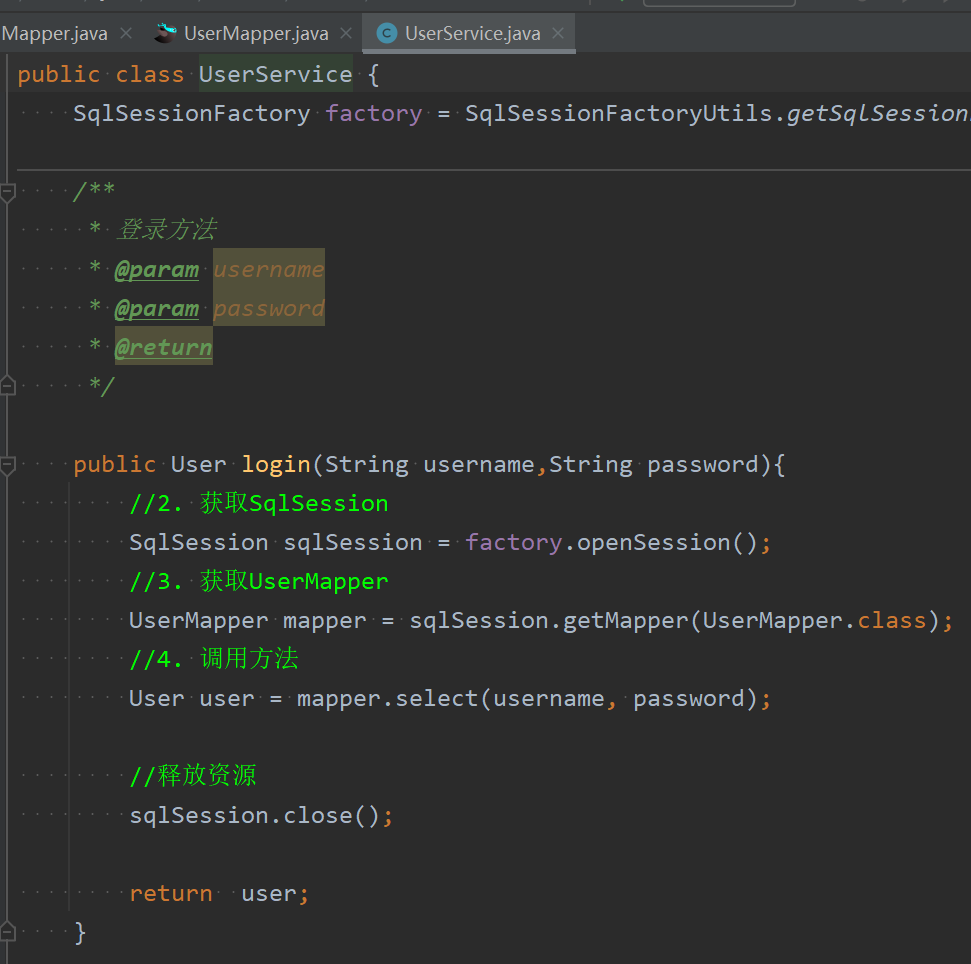 Mapper.java × UserMapper.java × C UserService.java ×
public class UserService {
SqlSessionFactory factory = SqlSessionFactoryUtils.getSqlSession
/**
* 登录方法
* @param username
* @param password
* @return
*/
public User login(String username,String password){
//2. 获取SqlSession
SqlSession sqlSession = factory.openSession();
//3. 获取UserMapper
UserMapper mapper = sqlSession.getMapper(UserMapper.class);
//4. 调用方法
User user = mapper.select(username, password);
//释放资源
sqlSession.close();
return  user;
}